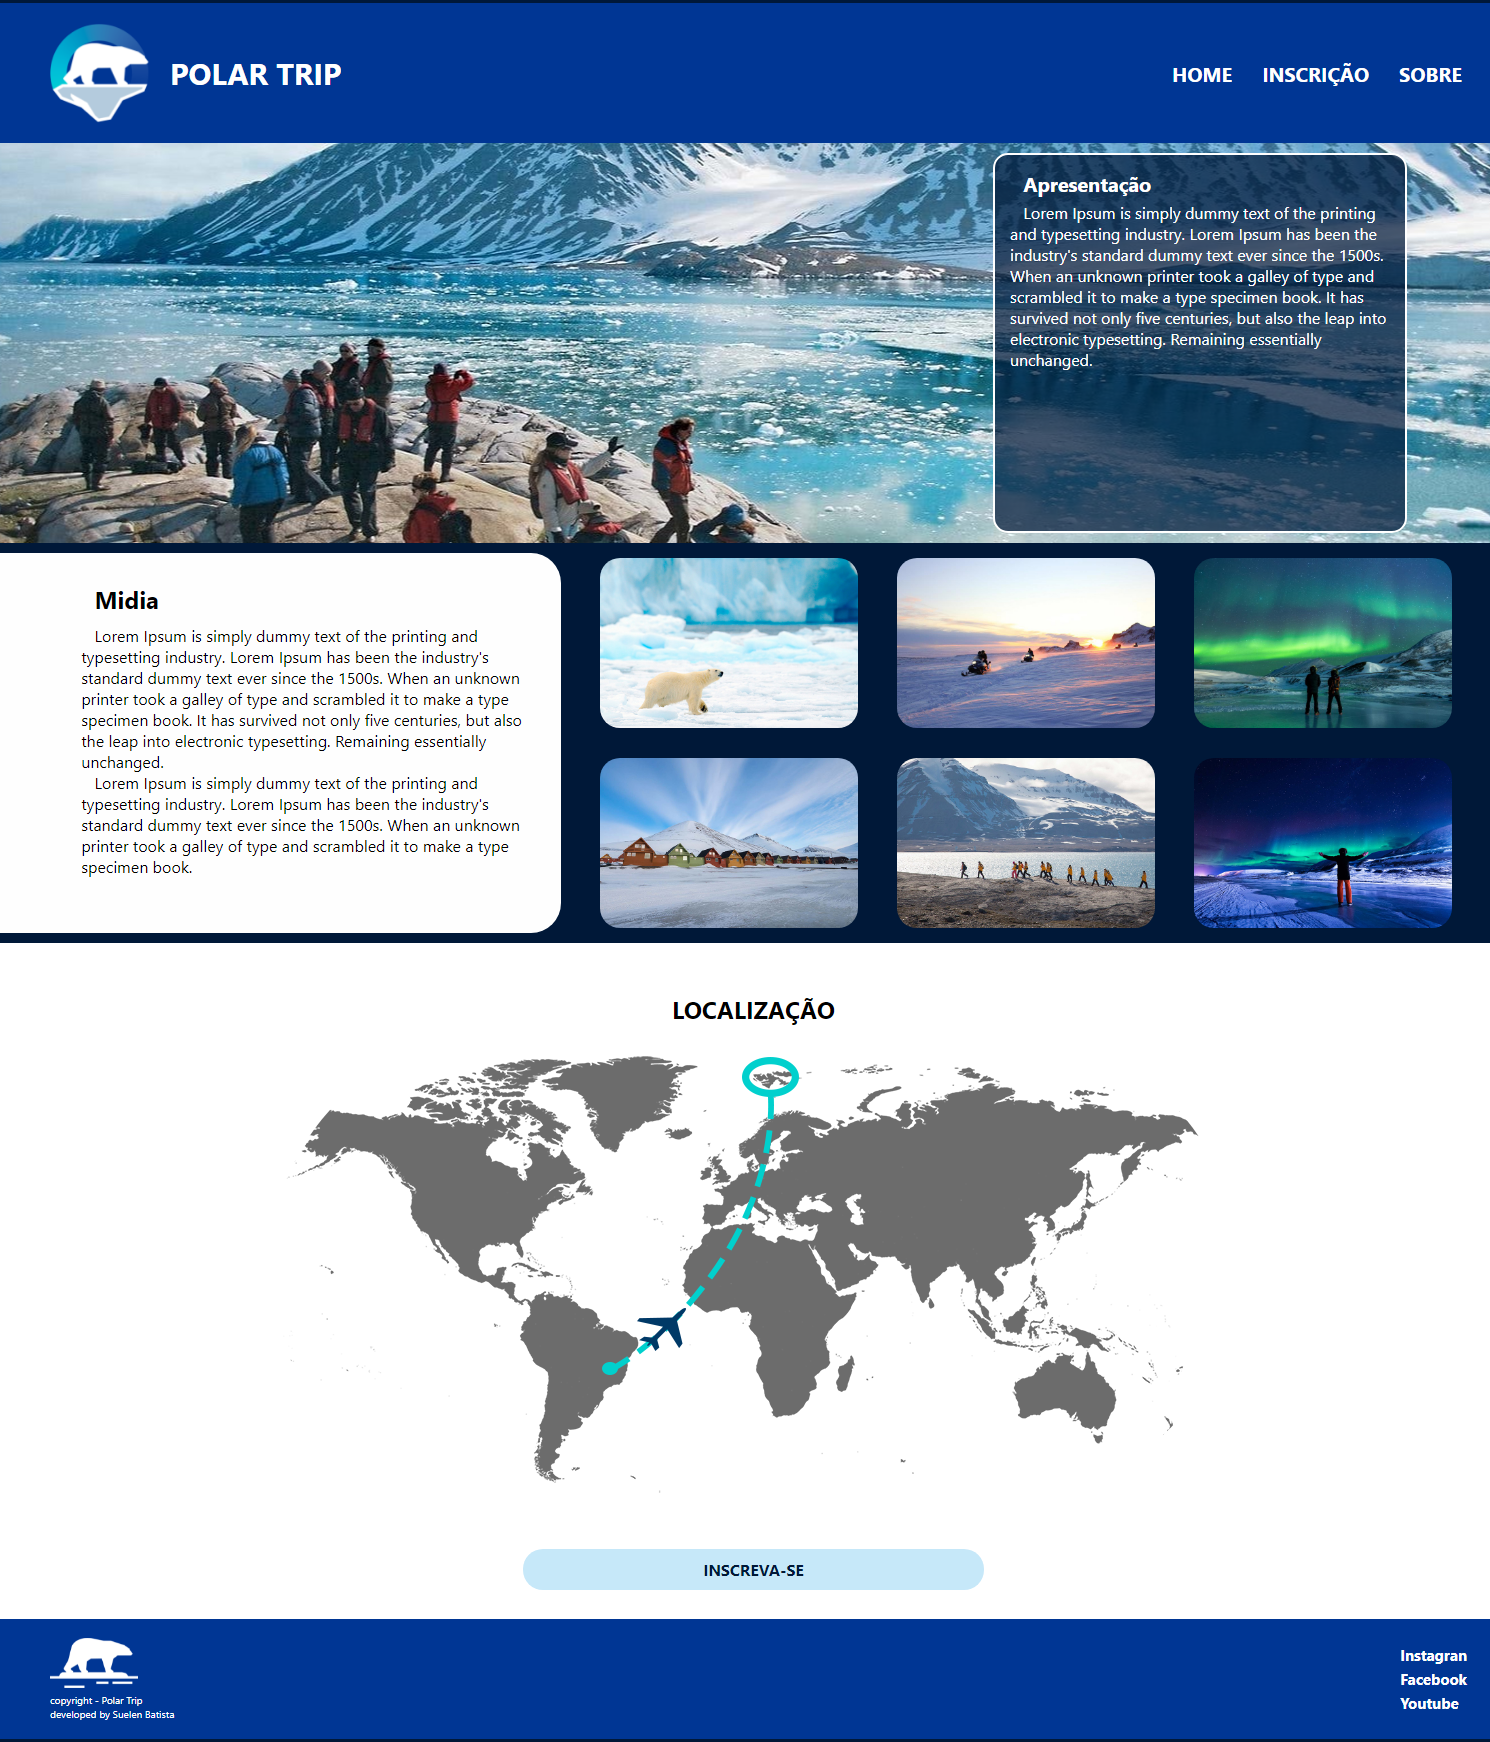 POLAR TRIP
HOME INSCRIÇÃO SOBRE
Apresentação
Lorem Ipsum is simply dummy text of the printing
and typesetting industry. Lorem Ipsum has been the
industry's standard dummy text ever since the 1500s.
When an unknown printer took a galley of type and
scrambled it to make a type specimen book. It has
survived not only five centuries, but also the leap into
electronic typesetting. Remaining essentially
unchanged.
Midia
Lorem Ipsum is simply dummy text of the printing and
typesetting industry. Lorem Ipsum has been the industry's
standard dummy text ever since the 1500s. When an unknown
printer took a galley of type and scrambled it to make a type
specimen book. It has survived not only five centuries, but also
the leap into electronic typesetting. Remaining essentially
unchanged.
Lorem Ipsum is simply dummy text of the printing and
typesetting industry. Lorem Ipsum has been the industry's
standard dummy text ever since the 1500s. When an unknown
printer took a galley of type and scrambled it to make a type
specimen book.
LOCALIZAÇÃO
INSCREVA-SE
copyright - Polar Trip
developed by Suelen Batista
Instagran
Facebook
Youtube